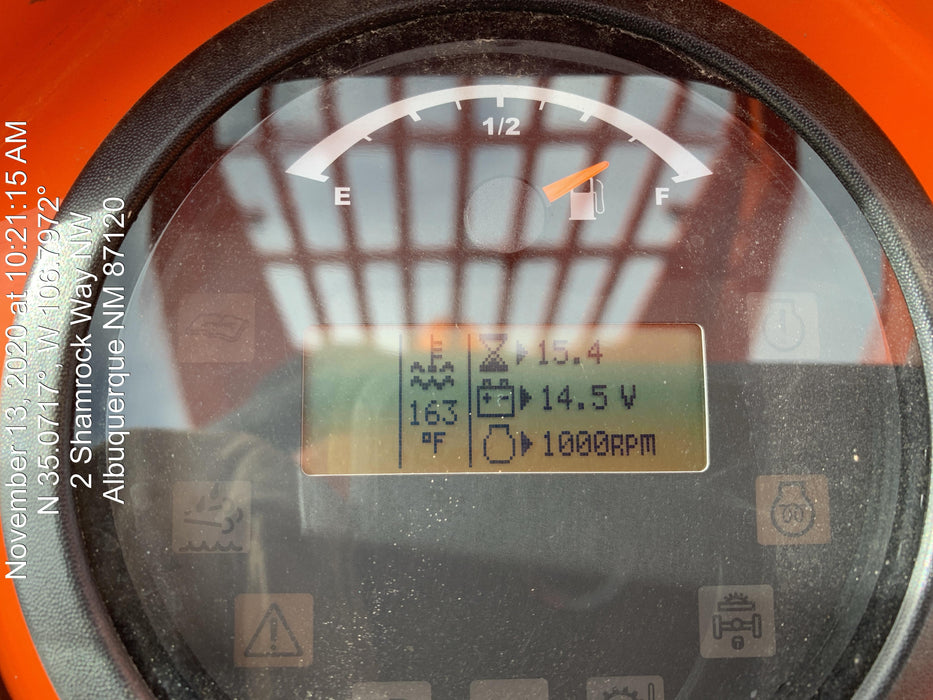 November 13, 2020 at 10:21:15 AM
N 35.0717°, W 106.7972°
2 Shamrock Way NW
Albuquerque NM 87120
1/2
E
F
15.4
163
°F
14.5 V
1000RPM